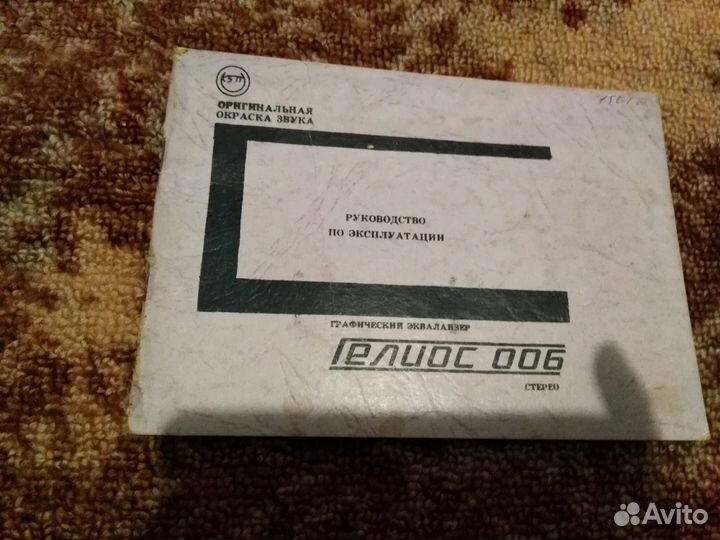 ОРИГИНАЛЬНАЯ
ОКРАСКА ЗВУКА
РУКОВОДСТВО
ПО ЭКСПЛУАТАЦИИ
ГРАФИЧЕСКИЙ ЭКВАЛАЙЗЕР
Гелиос 006
СТЕРЕО
Avito